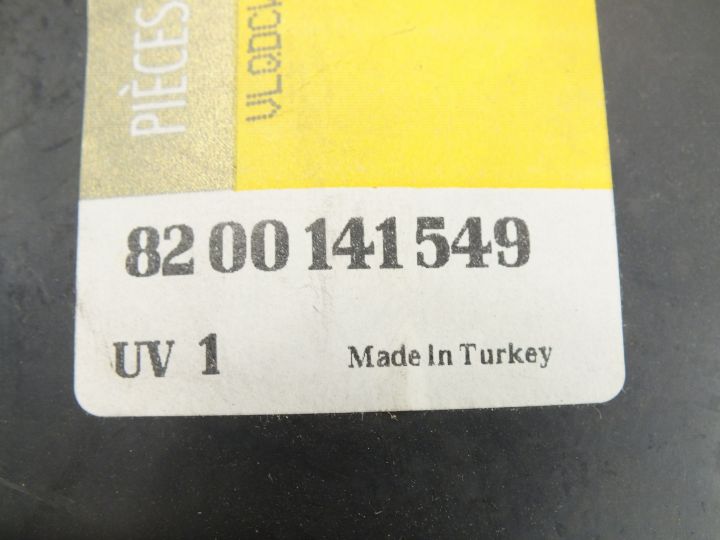 PIÈCES
82 00 141 549
UV 1
Made In Turkey